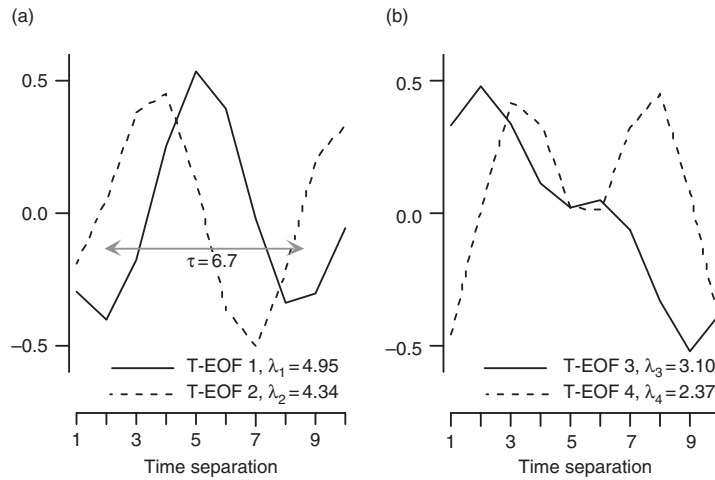 (a)
0.5
0.0
−0.5
τ=6.7
T-EOF 1, λ1=4.95
T-EOF 2, λ2=4.34
1 3 5 7 9
Time separation
(b)
0.5
0.0
−0.5
T-EOF 3, λ3=3.10
T-EOF 4, λ4=2.37
1 3 5 7 9
Time separation